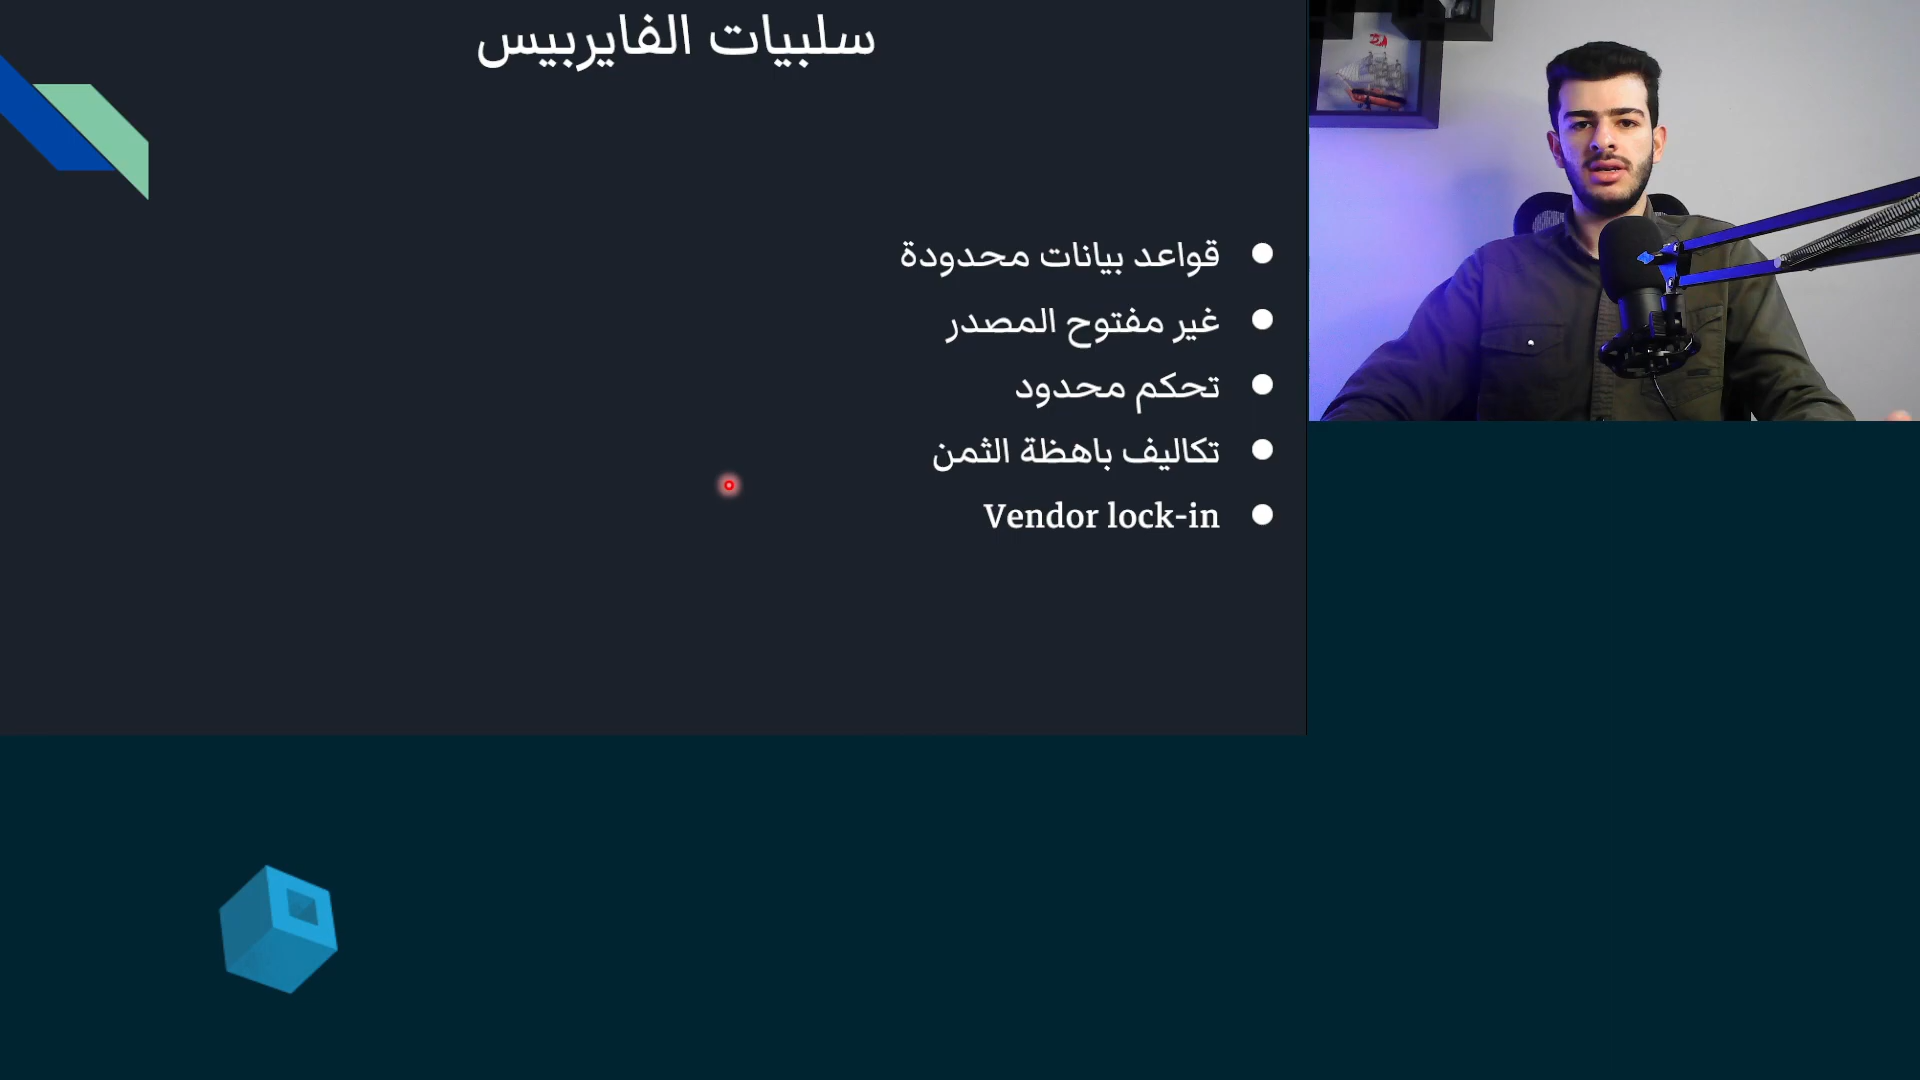 سلبيات الفايربيس
قواعد بيانات محدودة
غير مفتوح المصدر
تحكم محدود
تكاليف باهظة الثمن
Vendor lock-in